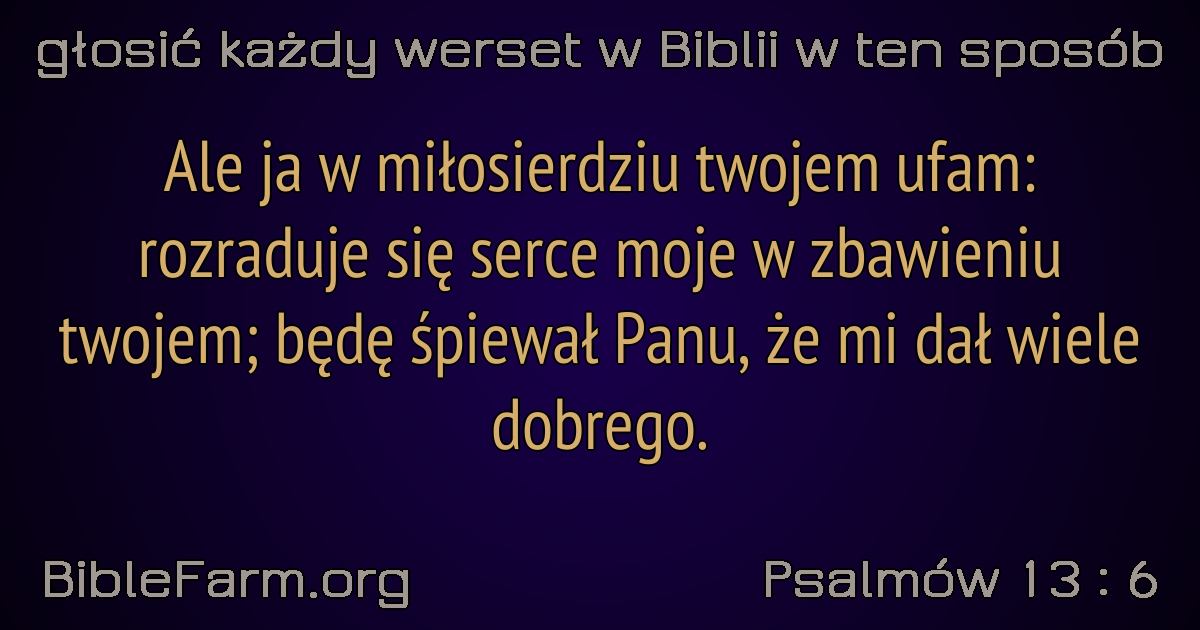 głosić każdy werset w Biblii w ten sposób
Ale ja w miłosierdziu twojem ufam:
rozraduje się serce moje w zbawieniu
twojem; będę śpiewał Panu, że mi dał wiele
dobrego.
BibleFarm.org
Psalmów 13 : 6